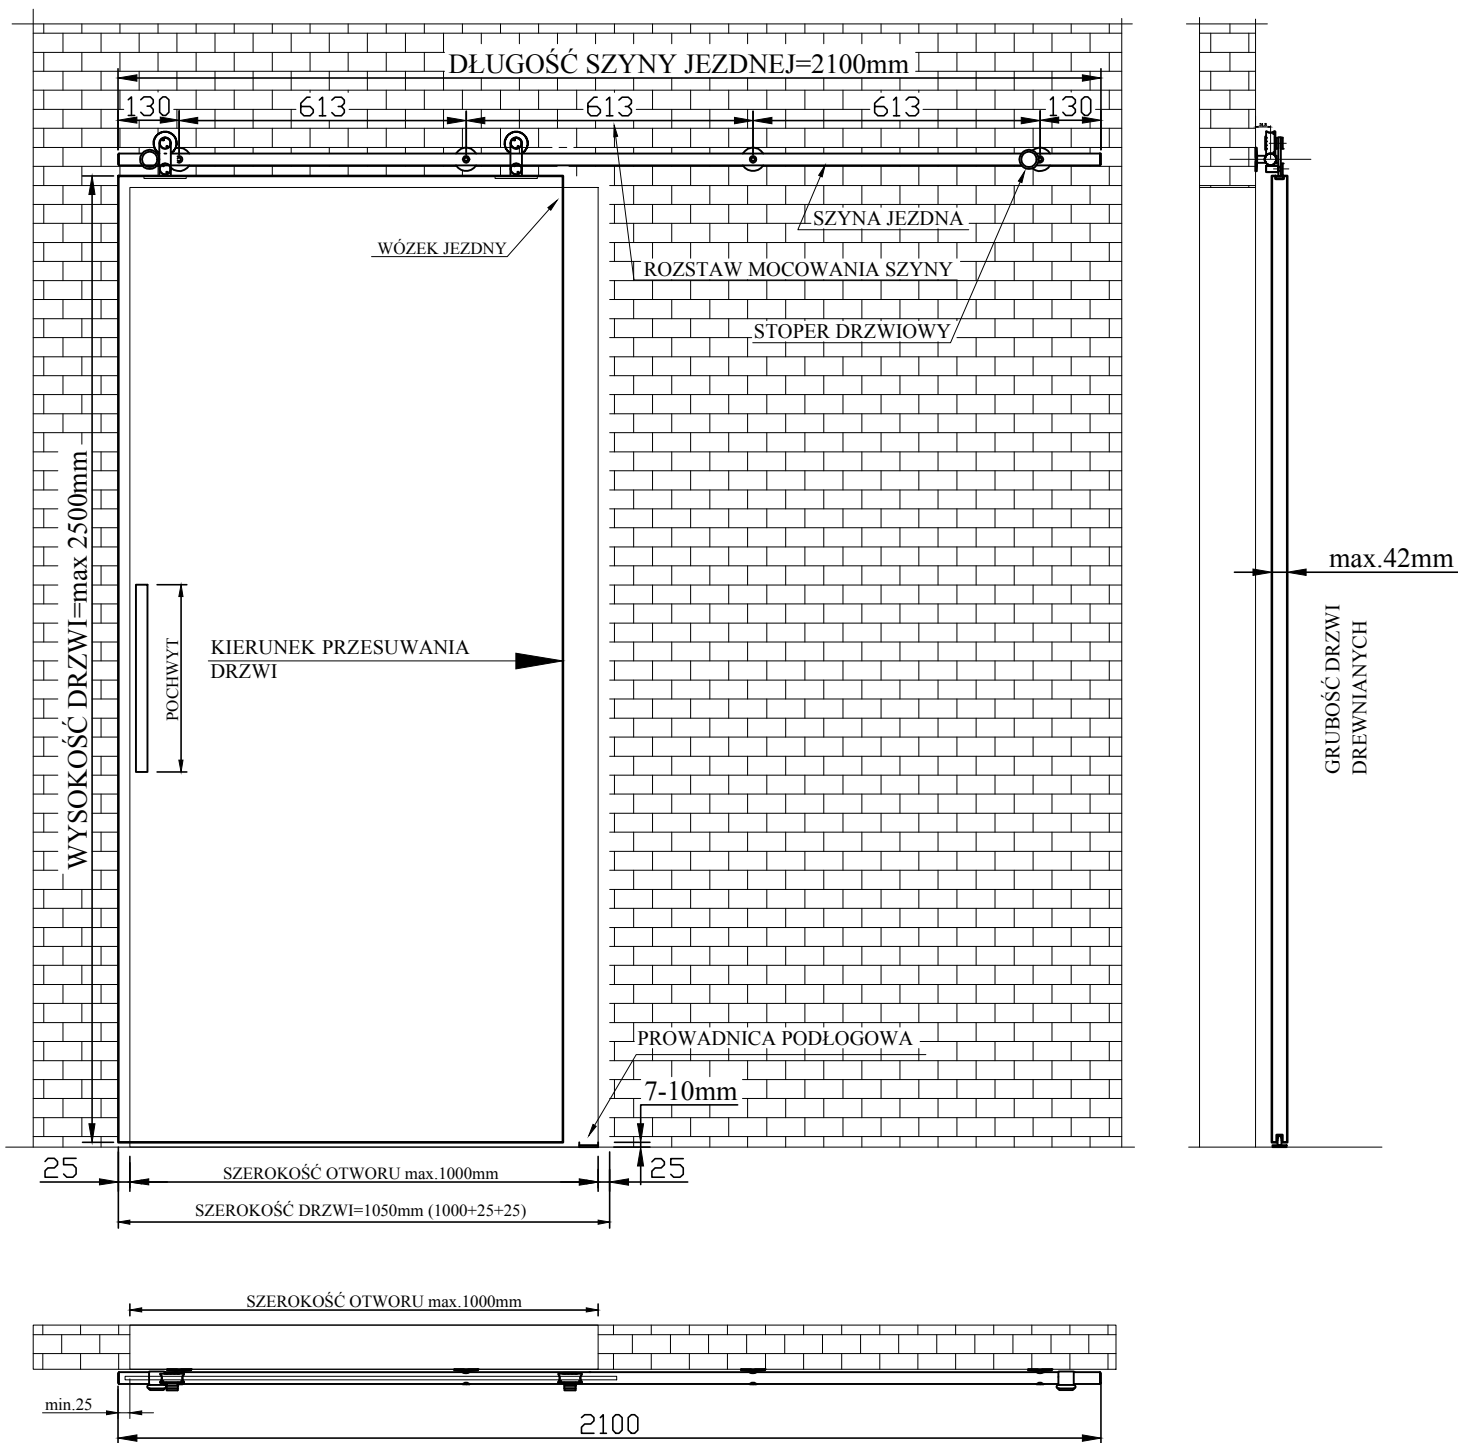 DŁUGOŚĆ SZYNY JEZDNEJ=2100mm
130 613 613 613 130
SZYNA JEZDNA
WÓZEK JEZDNY
ROZSTAW MOCOWANIA SZYNY
STOPER DRZWIOWY
WYSOKOŚĆ DRZWI=max 2500mm
max.42mm
GRUBOŚĆ DRZWI
DREWNIANYCH
POCHWYT
KIERUNEK PRZESUWANIA
DRZWI
PROWADNICA PODŁOGOWA
7-10mm
25 SZEROKOŚĆ OTWORU max.1000mm 25
SZEROKOŚĆ DRZWI=1050mm (1000+25+25)
SZEROKOŚĆ OTWORU max.1000mm
min.25
2100